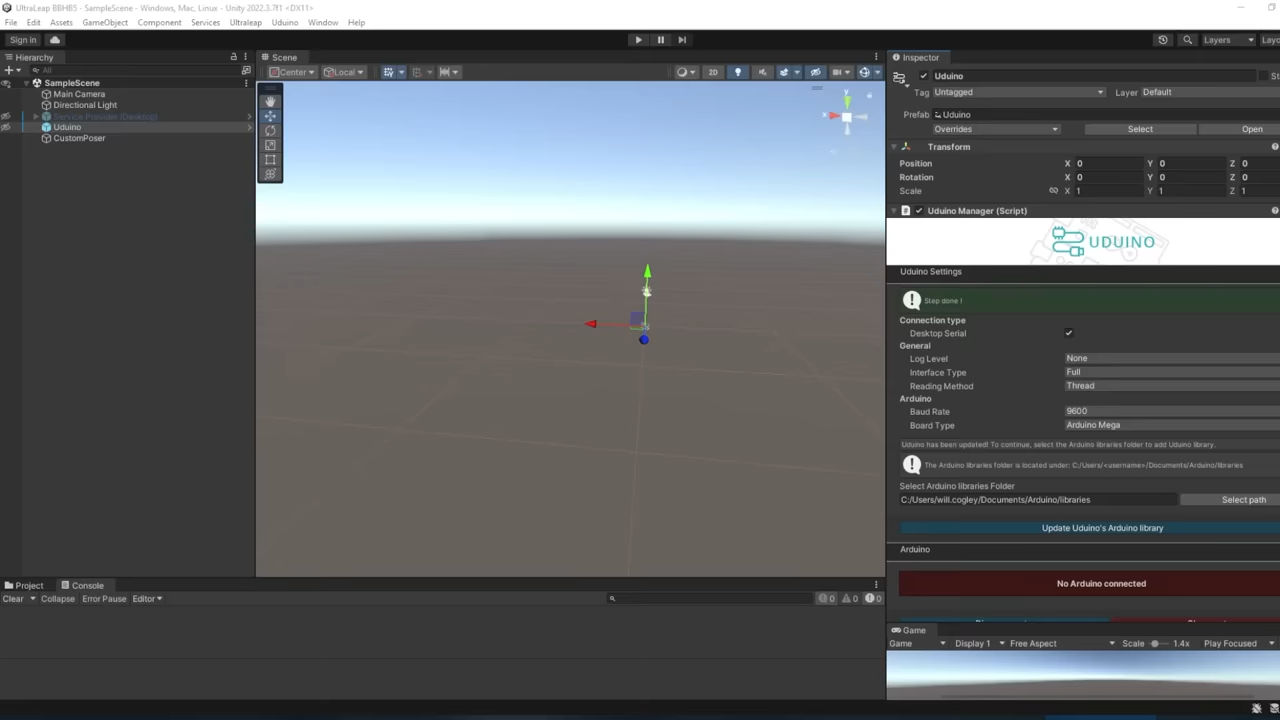 UltraLeap BBHB5 - SampleScene - Windows, Mac, Linux - Unity 2022.3.7f1 <DX11>
File Edit Assets GameObject Component Services Ultraleap Uduino Window Help
Sign in Layers
Hierarchy
All
SampleScene
Main Camera
Directional Light
Service Provider (Desktop)
Uduino
CustomPoser
Scene
Center Local 2D
y
x
Inspector
Uduino
Tag Untagged Layer Default
Prefab Uduino
Overrides Select Open
Transform
Position X 0 Y 0 Z 0
Rotation X 0 Y 0 Z 0
Scale X 1 Y 1 Z 1
Uduino Manager (Script)
UDUINO
Uduino Settings
Step done !
Connection type
Desktop Serial
General
Log Level None
Interface Type Full
Reading Method Thread
Arduino
Baud Rate 9600
Board Type Arduino Mega
Uduino has been updated! To continue, select the Arduino libraries folder to add Uduino library.
The Arduino libraries folder is located under: C:/Users/<username>/Documents/Arduino/libraries
Select Arduino libraries Folder
C:/Users/will.cogley/Documents/Arduino/libraries Select path
Update Uduino's Arduino library
Arduino
No Arduino connected
Project Console
Clear Collapse Error Pause Editor 0 0 0
Game
Game Display 1 Free Aspect Scale 1.4x Play Focused